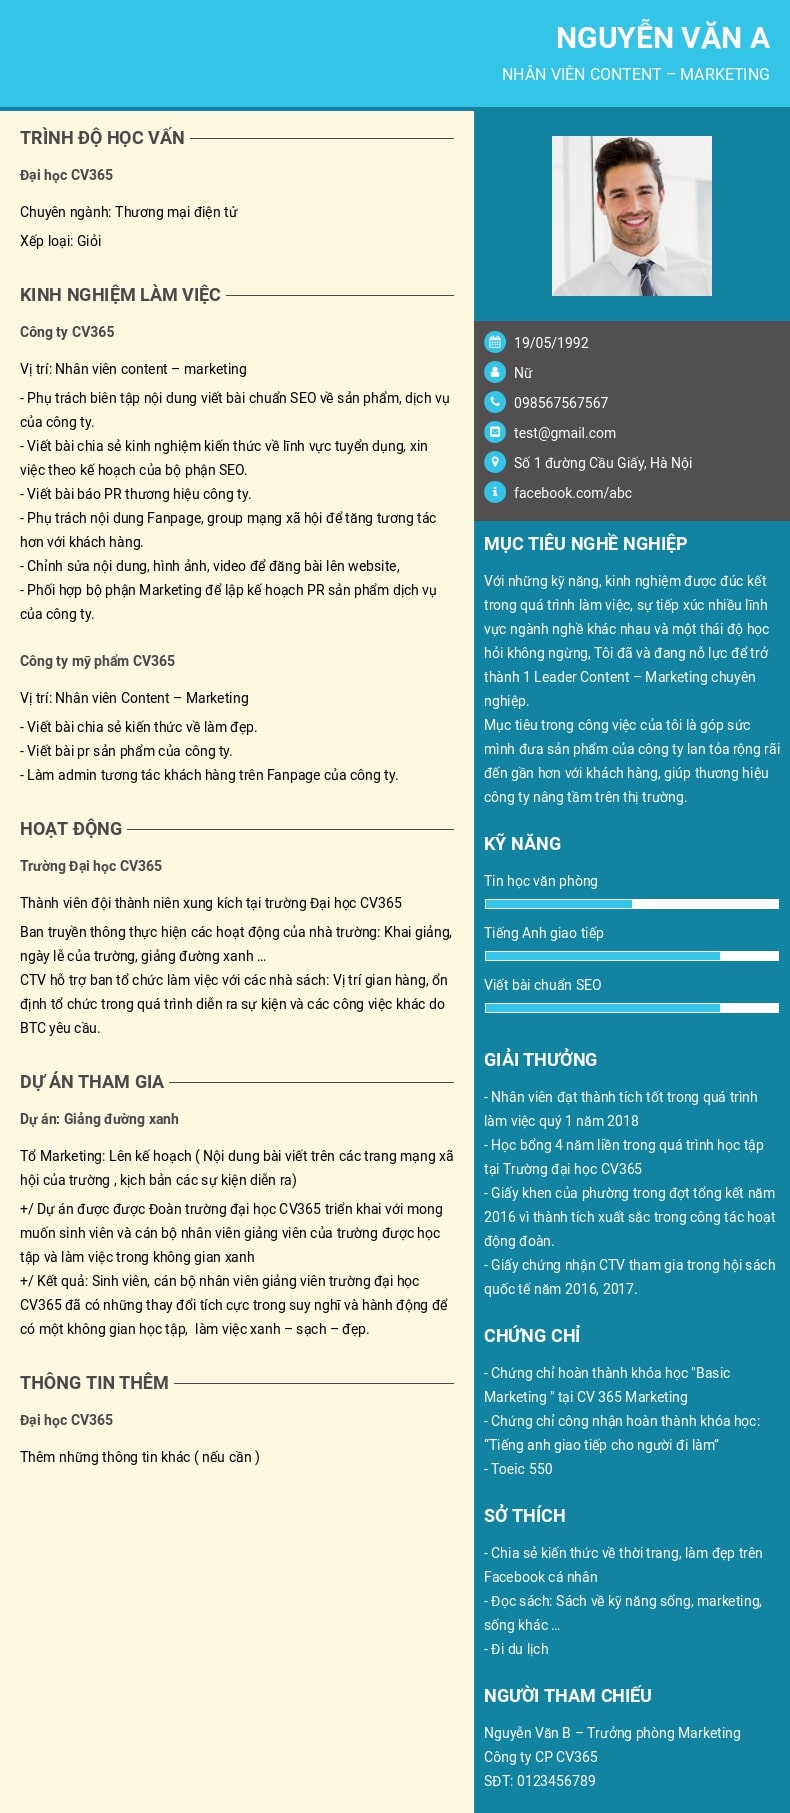 NGUYỄN VĂN A
NHÂN VIÊN CONTENT – MARKETING
TRÌNH ĐỘ HỌC VẤN
Đại học CV365
Chuyên ngành: Thương mại điện tử
Xếp loại: Giỏi
KINH NGHIỆM LÀM VIỆC
Công ty CV365
Vị trí: Nhân viên content – marketing
- Phụ trách biên tập nội dung viết bài chuẩn SEO về sản phẩm, dịch vụ
của công ty.
- Viết bài chia sẻ kinh nghiệm kiến thức về lĩnh vực tuyển dụng, xin
việc theo kế hoạch của bộ phận SEO.
- Viết bài báo PR thương hiệu công ty.
- Phụ trách nội dung Fanpage, group mạng xã hội để tăng tương tác
hơn với khách hàng.
- Chỉnh sửa nội dung, hình ảnh, video để đăng bài lên website,
- Phối hợp bộ phận Marketing để lập kế hoạch PR sản phẩm dịch vụ
của công ty.
Công ty mỹ phẩm CV365
Vị trí: Nhân viên Content – Marketing
- Viết bài chia sẻ kiến thức về làm đẹp.
- Viết bài pr sản phẩm của công ty.
- Làm admin tương tác khách hàng trên Fanpage của công ty.
HOẠT ĐỘNG
Trường Đại học CV365
Thành viên đội thành niên xung kích tại trường Đại học CV365
Ban truyền thông thực hiện các hoạt động của nhà trường: Khai giảng,
ngày lễ của trường, giảng đường xanh ...
CTV hỗ trợ ban tổ chức làm việc với các nhà sách: Vị trí gian hàng, ổn
định tổ chức trong quá trình diễn ra sự kiện và các công việc khác do
BTC yêu cầu.
DỰ ÁN THAM GIA
Dự án: Giảng đường xanh
Tổ Marketing: Lên kế hoạch ( Nội dung bài viết trên các trang mạng xã
hội của trường , kịch bản các sự kiện diễn ra)
+/ Dự án được được Đoàn trường đại học CV365 triển khai với mong
muốn sinh viên và cán bộ nhân viên giảng viên của trường được học
tập và làm việc trong không gian xanh
+/ Kết quả: Sinh viên, cán bộ nhân viên giảng viên trường đại học
CV365 đã có những thay đổi tích cực trong suy nghĩ và hành động để
có một không gian học tập,  làm việc xanh – sạch – đẹp.
THÔNG TIN THÊM
Đại học CV365
Thêm những thông tin khác ( nếu cần )
19/05/1992
Nữ
098567567567
test@gmail.com
Số 1 đường Cầu Giấy, Hà Nội
facebook.com/abc
MỤC TIÊU NGHỀ NGHIỆP
Với những kỹ năng, kinh nghiệm được đúc kết
trong quá trình làm việc, sự tiếp xúc nhiều lĩnh
vực ngành nghề khác nhau và một thái độ học
hỏi không ngừng, Tôi đã và đang nỗ lực để trở
thành 1 Leader Content – Marketing chuyên
nghiệp.
Mục tiêu trong công việc của tôi là góp sức
mình đưa sản phẩm của công ty lan tỏa rộng rãi
đến gần hơn với khách hàng, giúp thương hiệu
công ty nâng tầm trên thị trường.
KỸ NĂNG
Tin học văn phòng
Tiếng Anh giao tiếp
Viết bài chuẩn SEO
GIẢI THƯỞNG
- Nhân viên đạt thành tích tốt trong quá trình
làm việc quý 1 năm 2018
- Học bổng 4 năm liền trong quá trình học tập
tại Trường đại học CV365
- Giấy khen của phường trong đợt tổng kết năm
2016 vì thành tích xuất sắc trong công tác hoạt
động đoàn.
- Giấy chứng nhận CTV tham gia trong hội sách
quốc tế năm 2016, 2017.
CHỨNG CHỈ
- Chứng chỉ hoàn thành khóa học "Basic
Marketing " tại CV 365 Marketing
- Chứng chỉ công nhận hoàn thành khóa học:
“Tiếng anh giao tiếp cho người đi làm”
- Toeic 550
SỞ THÍCH
- Chia sẻ kiến thức về thời trang, làm đẹp trên
Facebook cá nhân
- Đọc sách: Sách về kỹ năng sống, marketing,
sống khác ...
- Đi du lịch
NGƯỜI THAM CHIẾU
Nguyễn Văn B – Trưởng phòng Marketing
Công ty CP CV365
SĐT: 0123456789